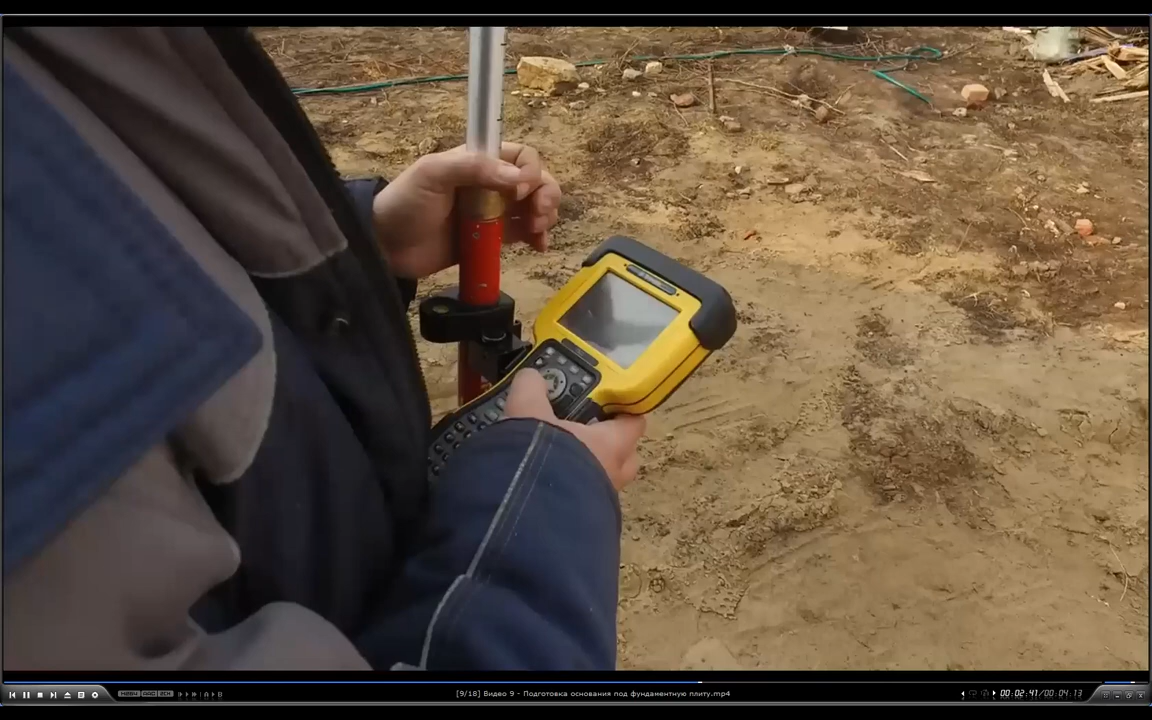 [9/18] Видео 9 - Подготовка основания под фундаментную плиту.mp4
00:02:41/00:04:13